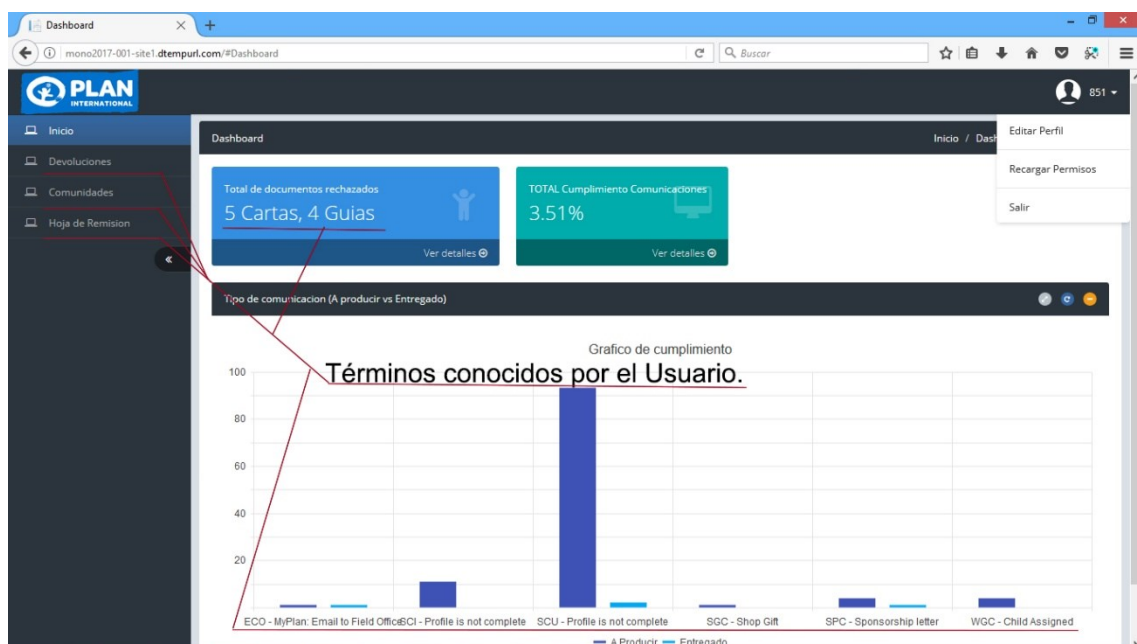 Dashboard
mono2017-001-site1.dtempurl.com/#Dashboard
Buscar
PLAN
INTERNATIONAL
851
Inicio
Devoluciones
Comunidades
Hoja de Remision
Editar Perfil
Recargar Permisos
Salir
Dashboard
Inicio / Dash
Total de documentos rechazados
5 Cartas, 4 Guias
Ver detalles
TOTAL Cumplimiento Comunicaciones
3.51%
Ver detalles
Tipo de comunicacion (A producir vs Entregado)
Grafico de cumplimiento
Términos conocidos por el Usuario.
100
80
60
40
20
ECO - MyPlan: Email to Field Office
SCI - Profile is not complete
SCU - Profile is not complete
SGC - Shop Gift
SPC - Sponsorship letter
WGC - Child Assigned
A Producir
Entregado